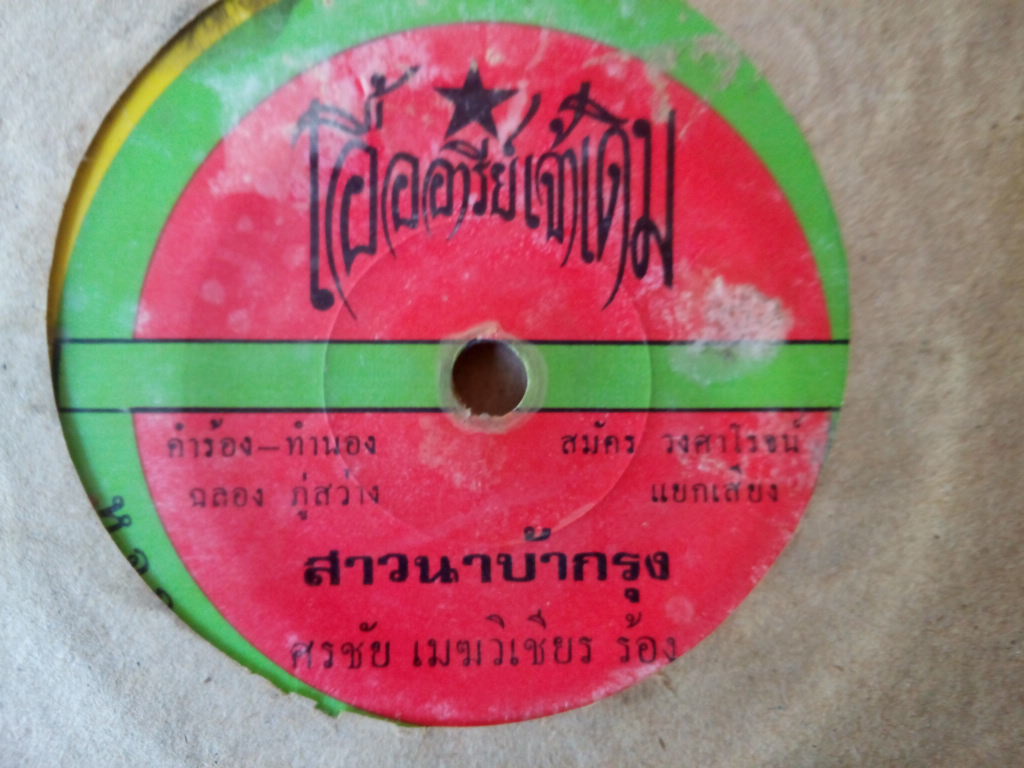 เยื้ออารีย์เจ้าเดิม
คำร้อง–ทำนอง
ฉลอง ภู่สว่าง
สมัคร วงศาโรจน์
แยกเสียง
สาวนาบ้ากรุง
ศรชัย เมฆวิเชียร ร้อง